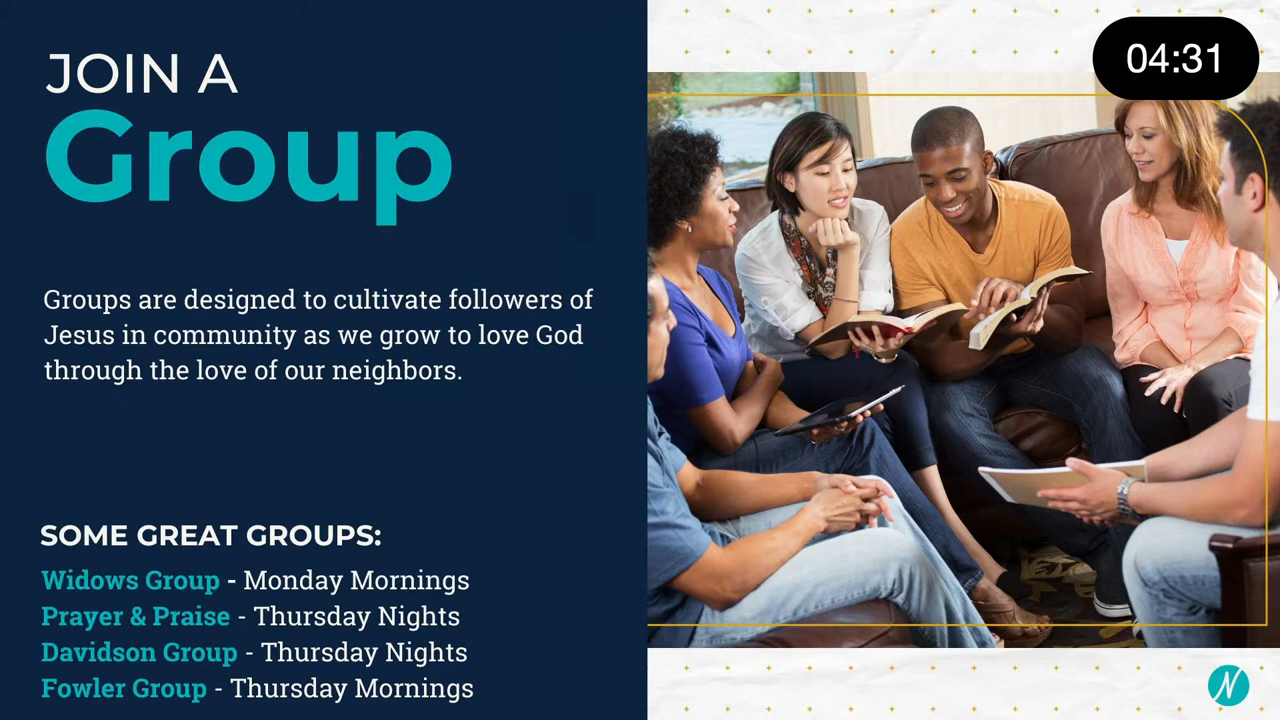 JOIN A
Group
04:31
Groups are designed to cultivate followers of
Jesus in community as we grow to love God
through the love of our neighbors.
SOME GREAT GROUPS:
Widows Group - Monday Mornings
Prayer & Praise - Thursday Nights
Davidson Group - Thursday Nights
Fowler Group - Thursday Mornings
N